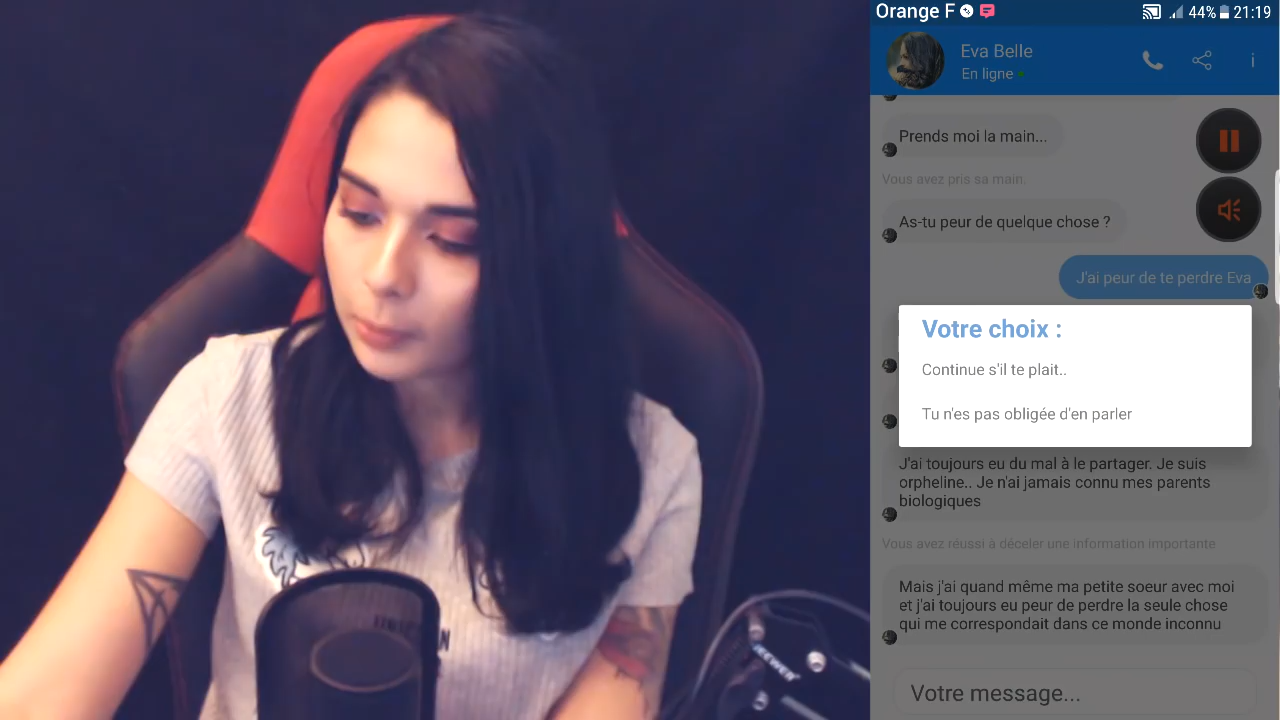 Orange F
44%
21:19
Eva Belle
En ligne
Prends moi la main...
Vous avez pris sa main.
As-tu peur de quelque chose ?
J'ai peur de te perdre Eva
Votre choix :
Continue s'il te plait..
Tu n'es pas obligée d'en parler
J'ai toujours eu du mal à le partager. Je suis
orpheline.. Je n'ai jamais connu mes parents
biologiques
Vous avez réussi à déceler une information importante
Mais j'ai quand même ma petite soeur avec moi
et j'ai toujours eu peur de perdre la seule chose
qui me correspondait dans ce monde inconnu
Votre message...
NEEWER